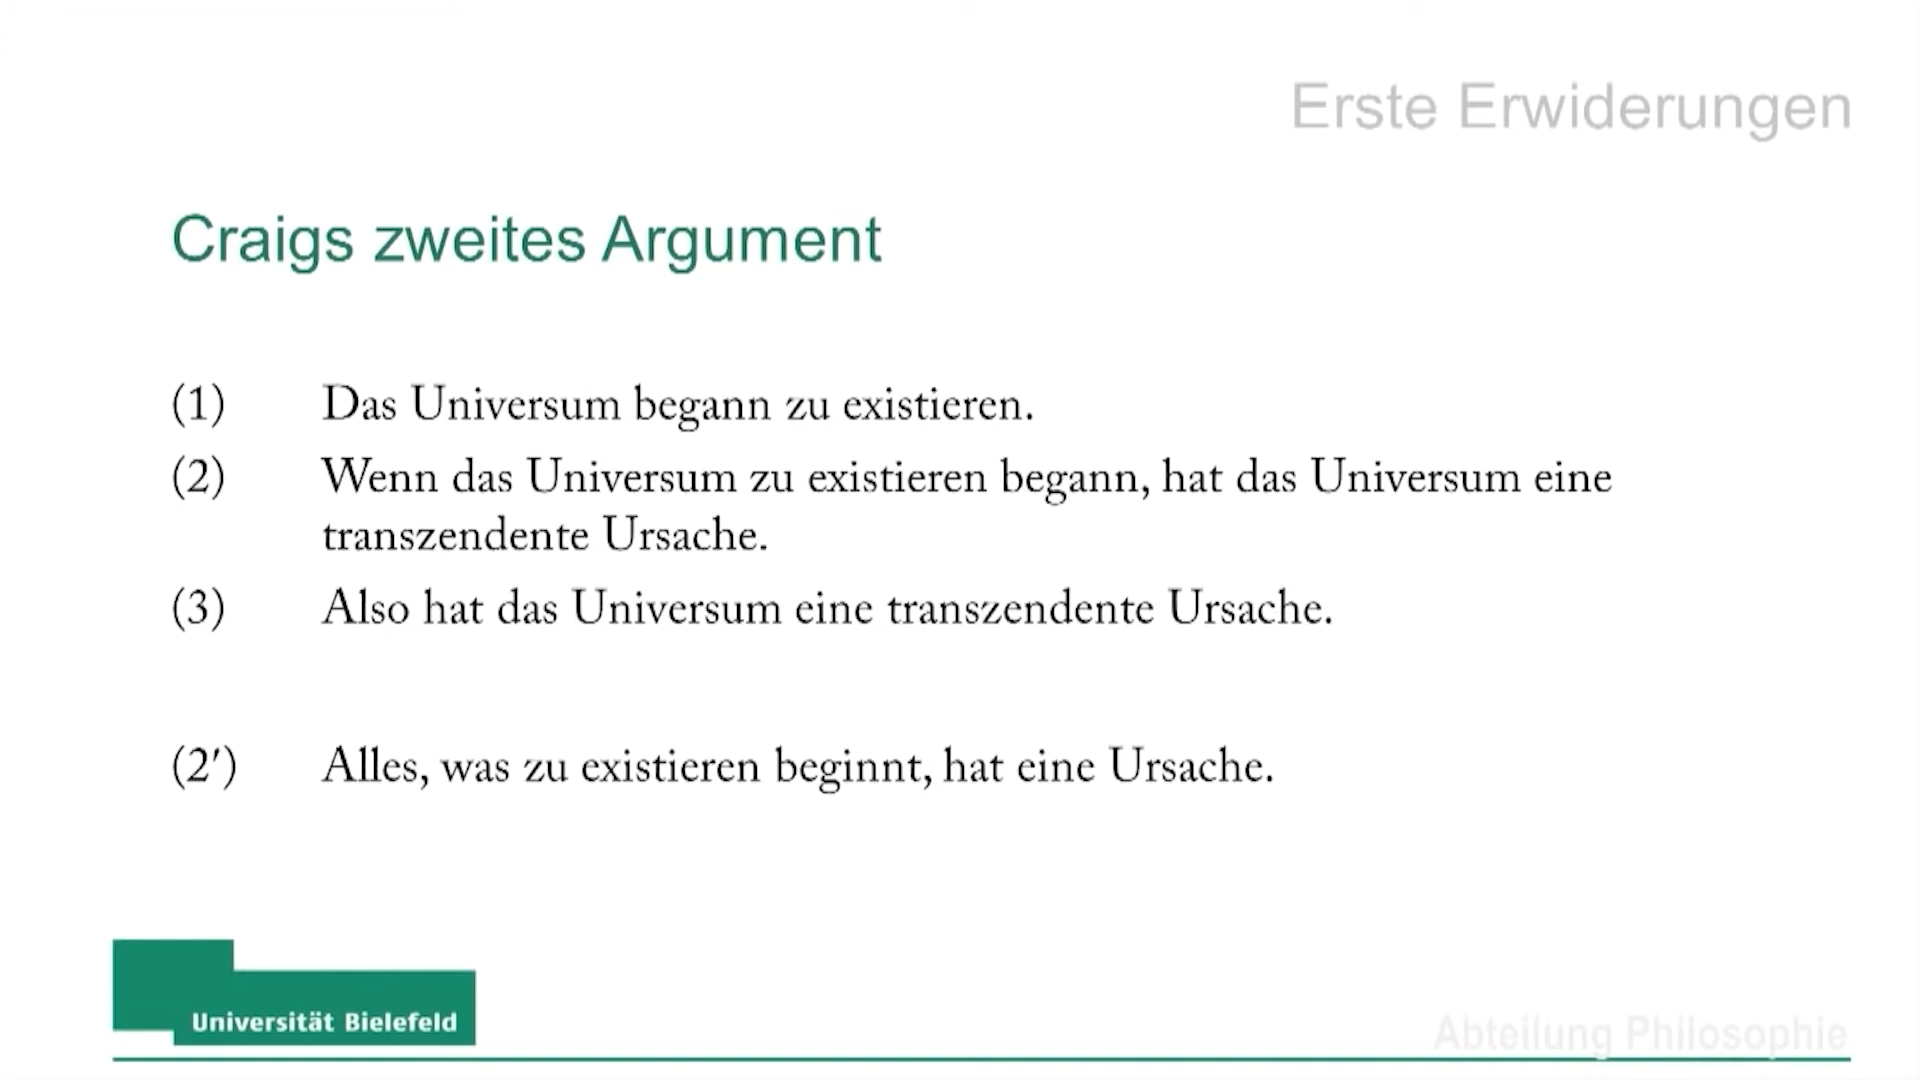 Erste Erwiderungen
Craigs zweites Argument
(1) Das Universum begann zu existieren.
(2) Wenn das Universum zu existieren begann, hat das Universum eine
transzendente Ursache.
(3) Also hat das Universum eine transzendente Ursache.
(2′) Alles, was zu existieren beginnt, hat eine Ursache.
Universität Bielefeld
Abteilung Philosophie